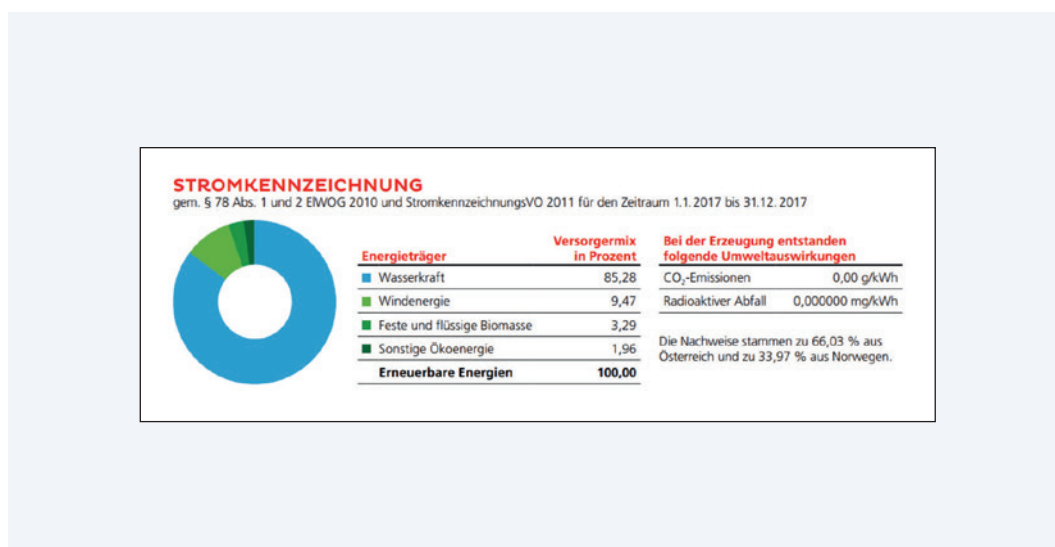 STROMKENNZEICHNUNG
gem. § 78 Abs. 1 und 2 ElWOG 2010 und StromkennzeichnungsVO 2011 für den Zeitraum 1.1.2017 bis 31.12.2017
Energieträger Versorgermix in Prozent
Wasserkraft 85,28
Windenergie 9,47
Feste und flüssige Biomasse 3,29
Sonstige Ökoenergie 1,96
Erneuerbare Energien 100,00
Bei der Erzeugung entstanden
folgende Umweltauswirkungen
CO₂-Emissionen 0,00 g/kWh
Radioaktiver Abfall 0,000000 mg/kWh
Die Nachweise stammen zu 66,03 % aus
Österreich und zu 33,97 % aus Norwegen.